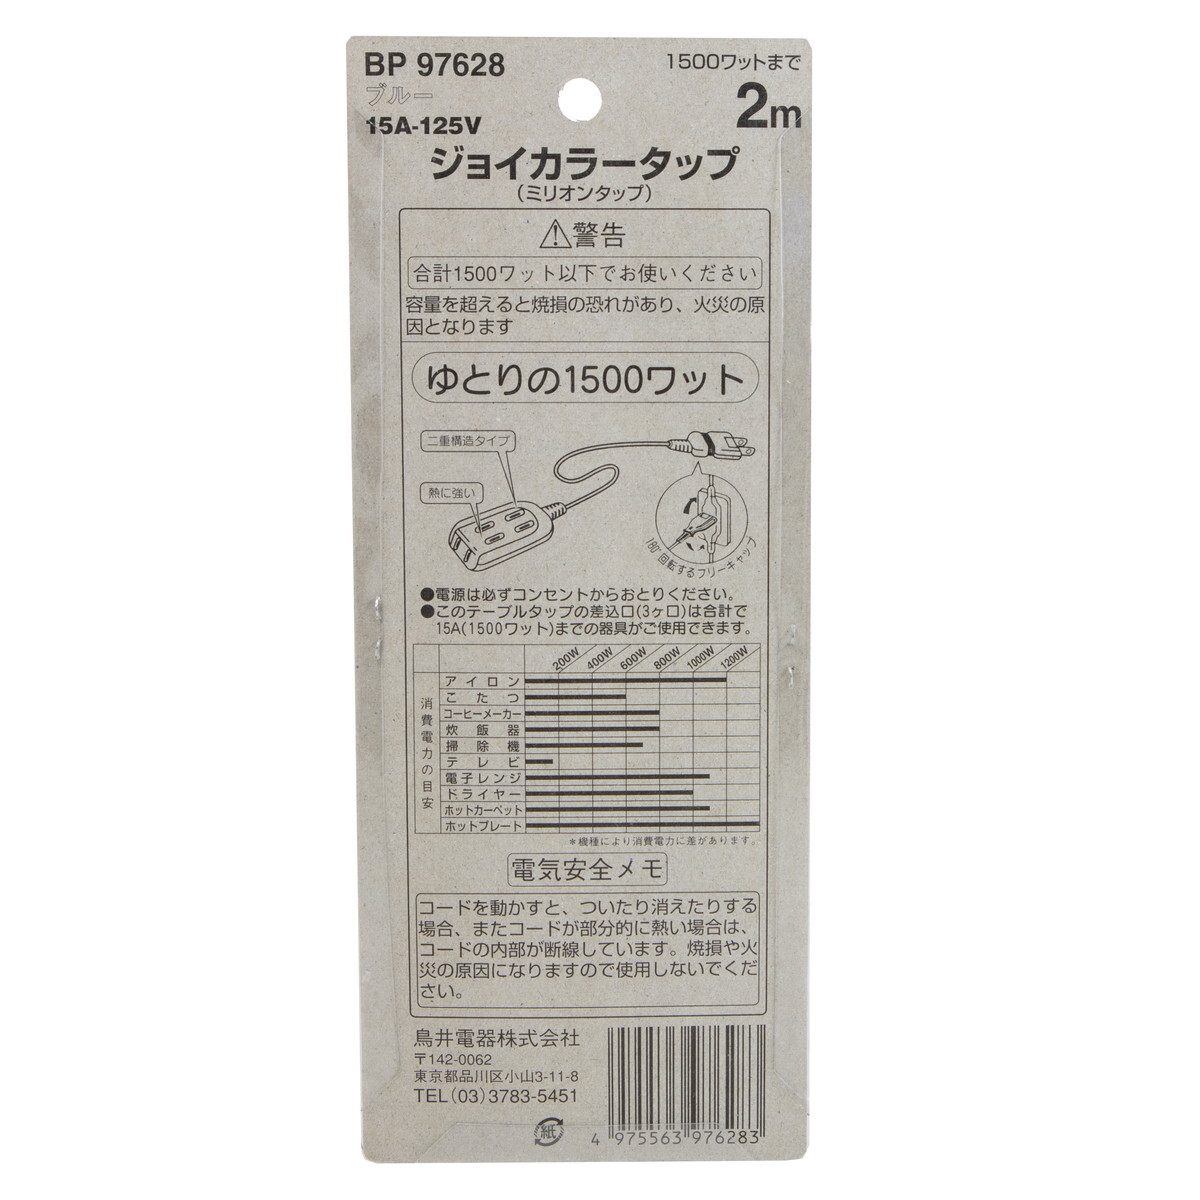 BP 97628
1500ワットまで
ブルー
2m
15A-125V
ジョイカラータップ
(ミリオンタップ)
警告
合計1500ワット以下でお使いください
容量を超えると焼損の恐れがあり、火災の原
因となります
ゆとりの1500ワット
二重構造タイプ
熱に強い
180°回転するフリーキャップ
●電源は必ずコンセントからおとりください。
●このテーブルタップの差込口(3ヶ口)は合計で
15A(1500ワット)までの器具がご使用できます。
200W 400W 600W 800W 1000W 1200W
消費電力の目安
アイロン
こたつ
コーヒーメーカー
炊飯器
掃除機
テレビ
電子レンジ
ドライヤー
ホットカーペット
ホットプレート
*機種により消費電力に差があります。
電気安全メモ
コードを動かすと、ついたり消えたりする
場合、またコードが部分的に熱い場合は、
コードの内部が断線しています。焼損や火
災の原因になりますので使用しないでくだ
さい。
鳥井電器株式会社
〒142-0062
東京都品川区小山3-11-8
TEL(03)3783-5451
紙
4 975563 976283